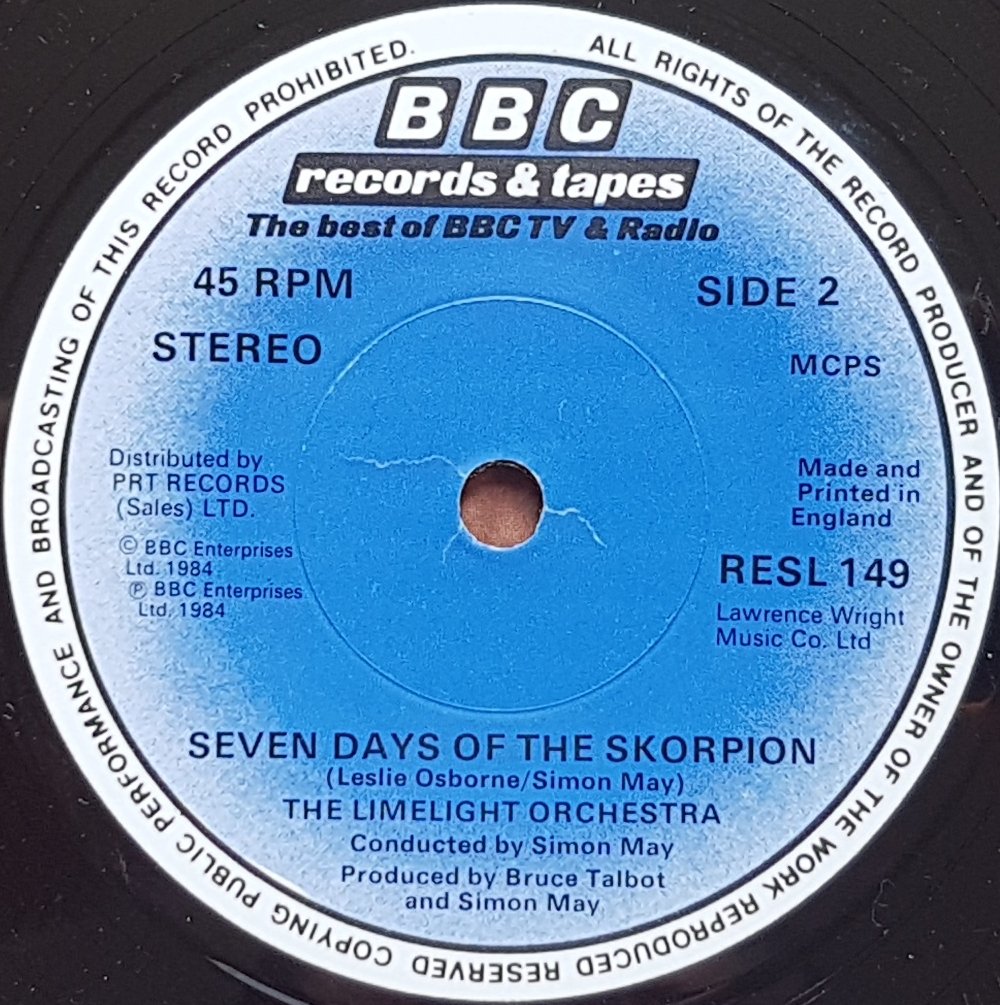 ALL RIGHTS OF THE RECORD PRODUCER AND OF THE OWNER OF THE WORK REPRODUCED RESERVED COPYING PUBLIC PERFORMANCE AND BROADCASTING OF THIS RECORD PROHIBITED.
BBC
records & tapes
The best of BBC TV & Radio
45 RPM
SIDE 2
STEREO
MCPS
Distributed by
PRT RECORDS
(Sales) LTD.
© BBC Enterprises
Ltd. 1984
℗ BBC Enterprises
Ltd. 1984
Made and
Printed in
England
RESL 149
Lawrence Wright
Music Co. Ltd
SEVEN DAYS OF THE SKORPION
(Leslie Osborne/Simon May)
THE LIMELIGHT ORCHESTRA
Conducted by Simon May
Produced by Bruce Talbot
and Simon May